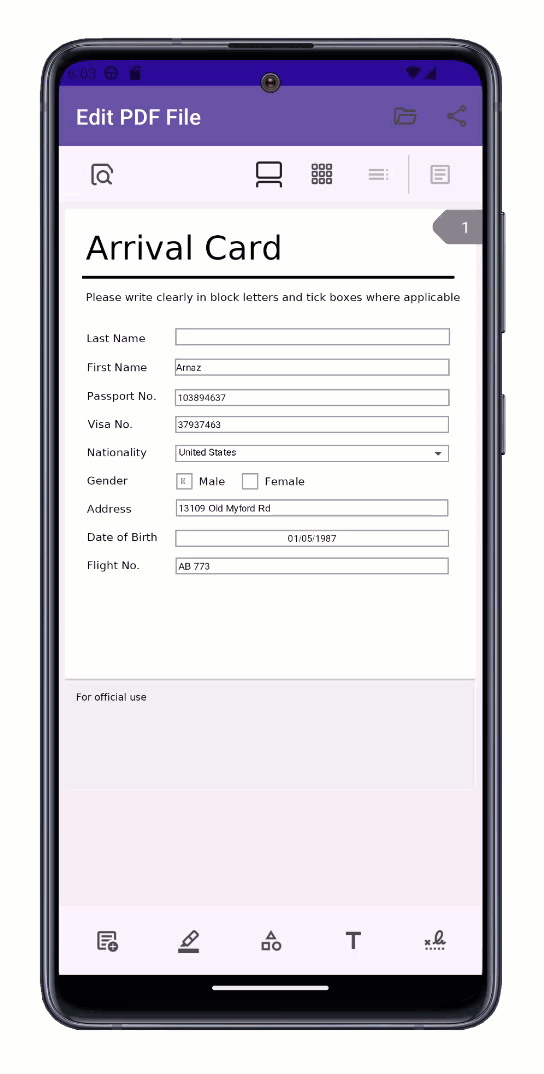 6:03
Edit PDF File
1
Arrival Card
Please write clearly in block letters and tick boxes where applicable
Last Name
First Name Arnaz
Passport No. 103894637
Visa No. 37937463
Nationality United States
Gender Male Female
Address 13109 Old Myford Rd
Date of Birth 01/05/1987
Flight No. AB 773
For official use
T